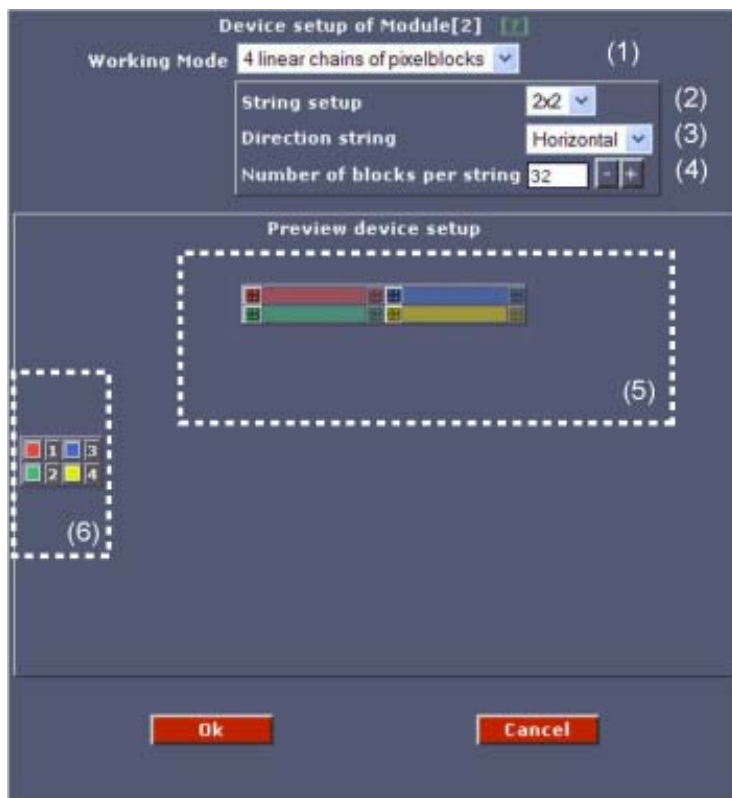 Device setup of Module[2] [?]
Working Mode 4 linear chains of pixelblocks (1)
String setup 2x2 (2)
Direction string Horizontal (3)
Number of blocks per string 32 - + (4)
Preview device setup
(5)
1 3
2 4
(6)
Ok Cancel